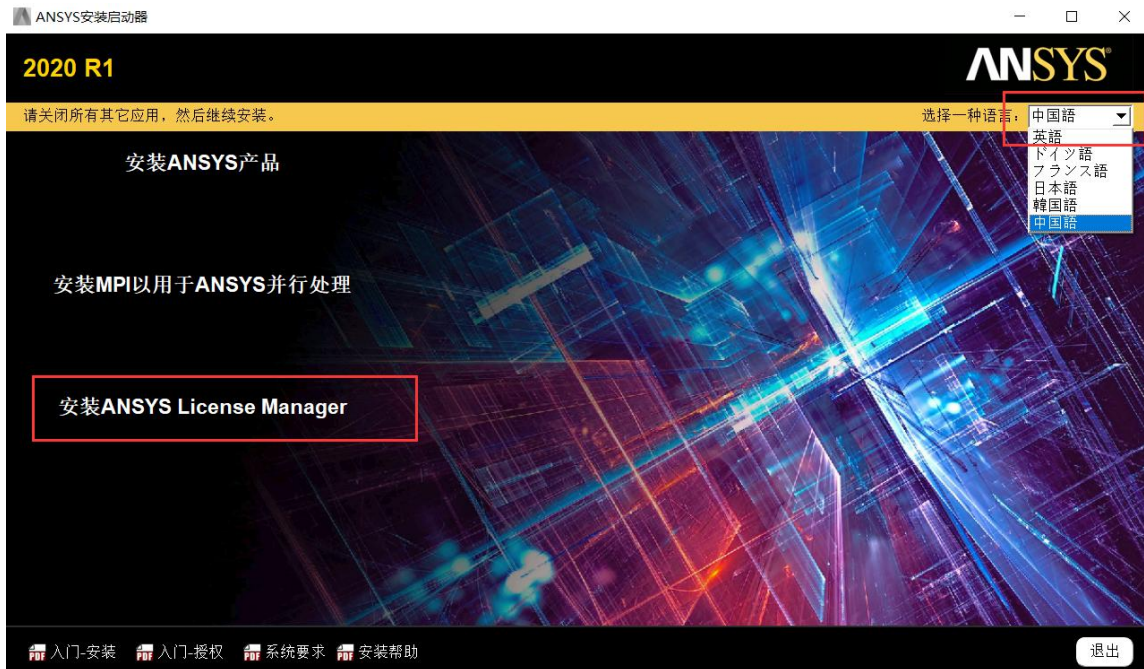 ANSYS安装启动器
2020 R1
ANSYS®
请关闭所有其它应用，然后继续安装。
选择一种语言：
中国語
英語
ドイツ語
フランス語
日本語
韓国語
中国語
安装ANSYS产品
安装MPI以用于ANSYS并行处理
安装ANSYS License Manager
PDF 入门-安装 PDF 入门-授权 PDF 系统要求 PDF 安装帮助
退出